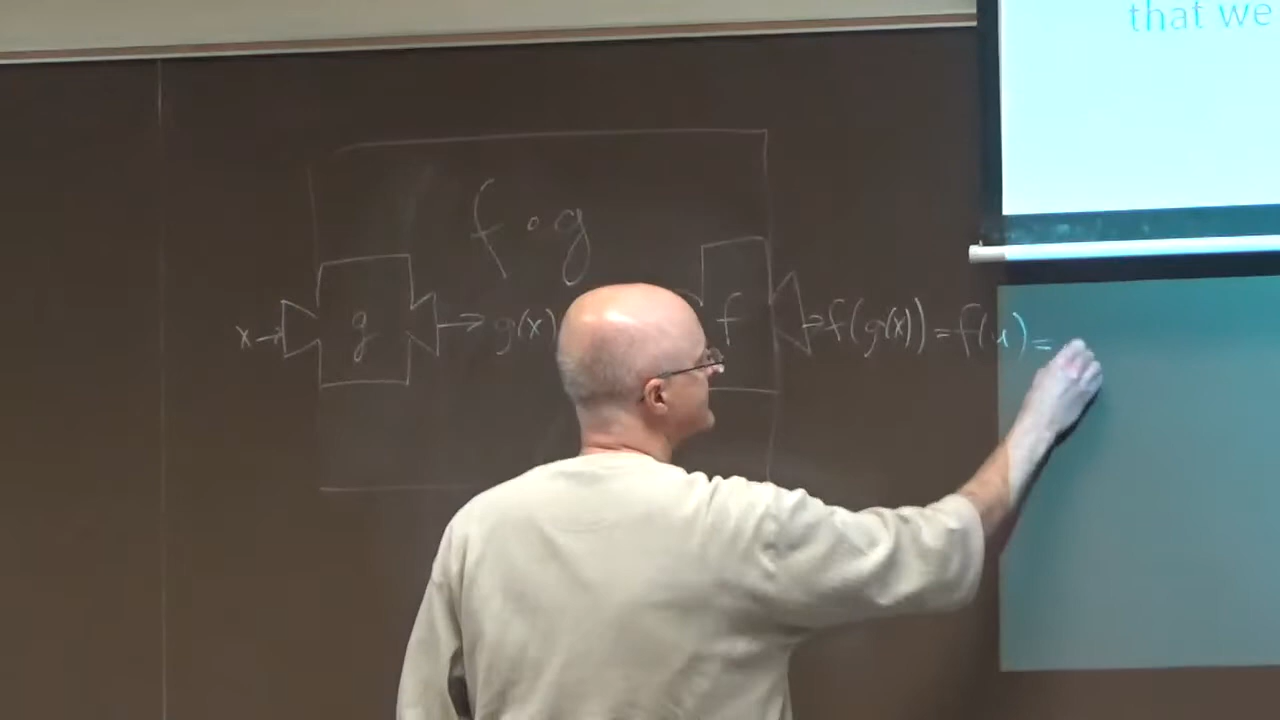 that we
f∘g
x→ g → g(x) f → f(g(x)) = f(u) =